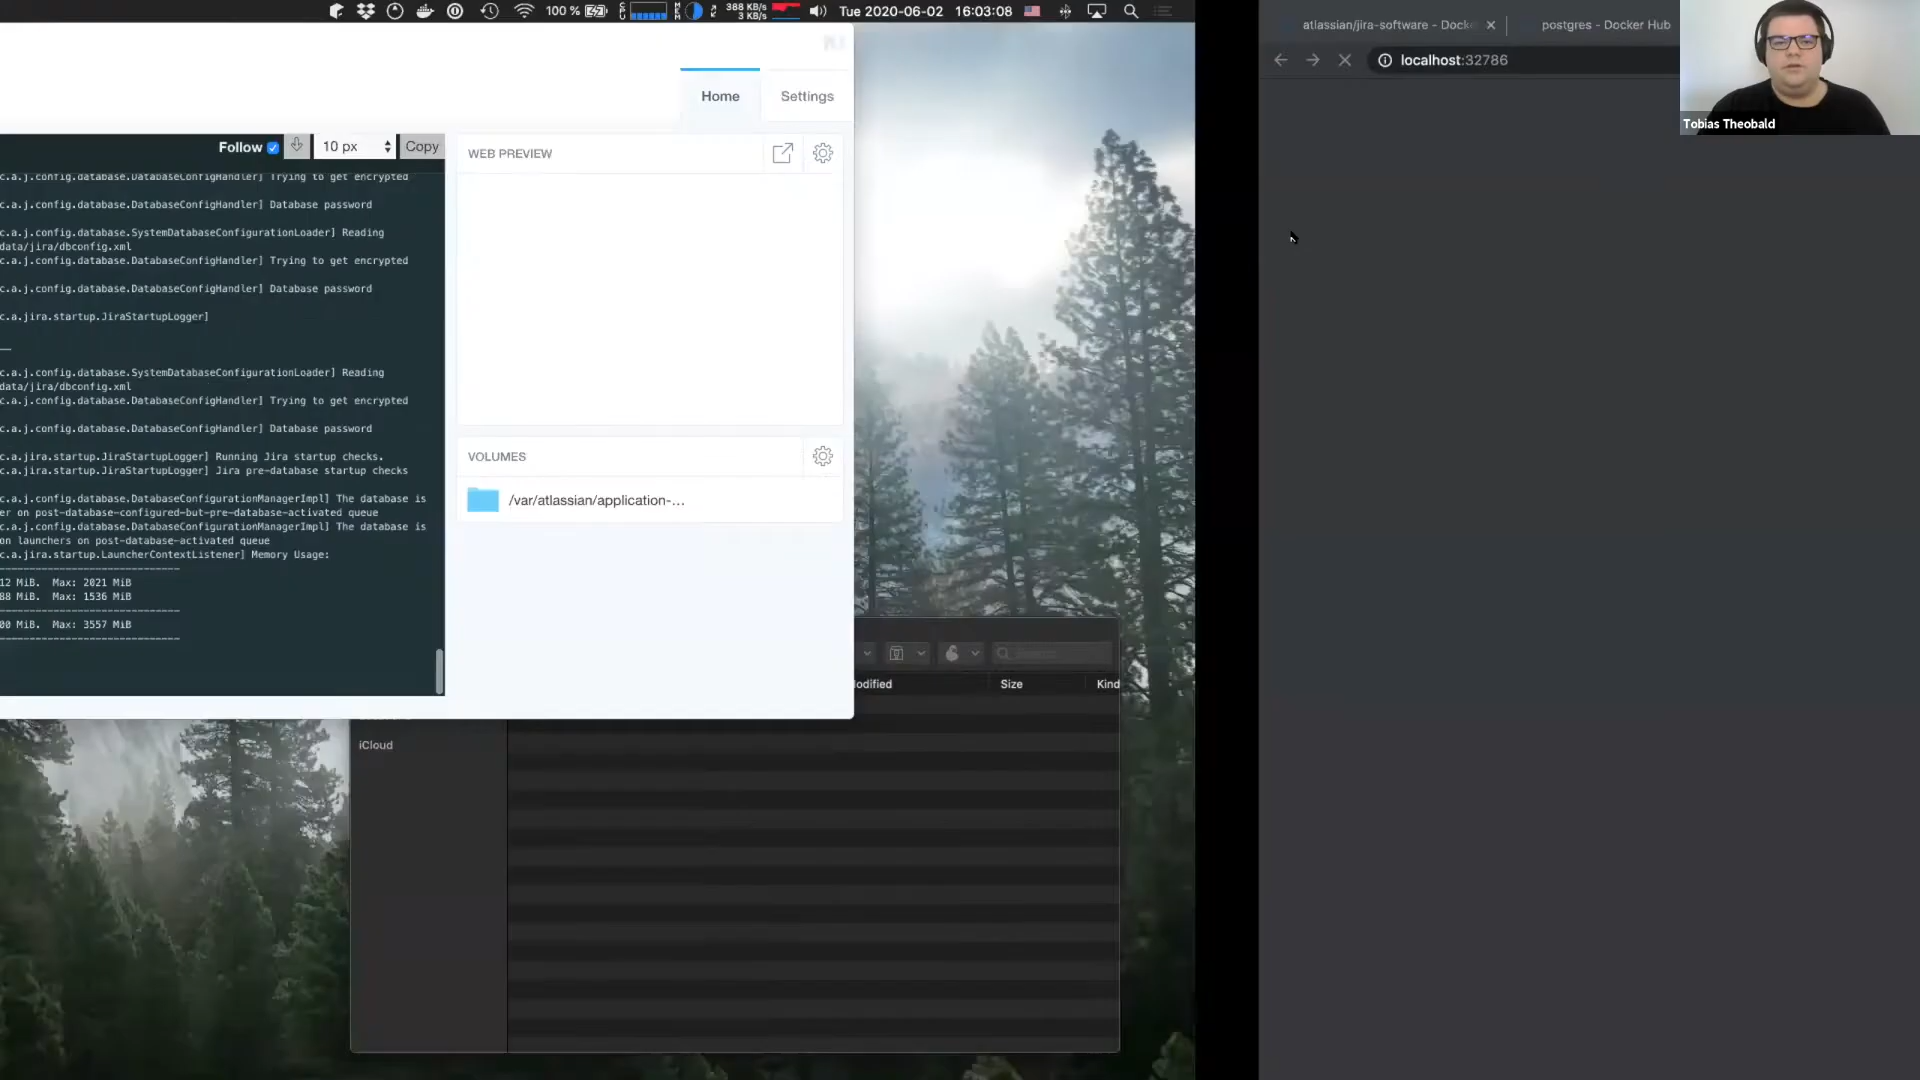 100 %
388 KB/s
3 KB/s
Tue 2020-06-02 16:03:08
Home
Settings
Follow
10 px
Copy
c.a.j.config.database.DatabaseConfigHandler] Trying to get encrypted
c.a.j.config.database.DatabaseConfigHandler] Database password
c.a.j.config.database.SystemDatabaseConfigurationLoader] Reading
data/jira/dbconfig.xml
c.a.j.config.database.DatabaseConfigHandler] Trying to get encrypted
c.a.j.config.database.DatabaseConfigHandler] Database password
c.a.jira.startup.JiraStartupLogger]
c.a.j.config.database.SystemDatabaseConfigurationLoader] Reading
data/jira/dbconfig.xml
c.a.j.config.database.DatabaseConfigHandler] Trying to get encrypted
c.a.j.config.database.DatabaseConfigHandler] Database password
c.a.jira.startup.JiraStartupLogger] Running Jira startup checks.
c.a.jira.startup.JiraStartupLogger] Jira pre-database startup checks
c.a.j.config.database.DatabaseConfigurationManagerImpl] The database is
er on post-database-configured-but-pre-database-activated queue
c.a.j.config.database.DatabaseConfigurationManagerImpl] The database is
on launchers on post-database-activated queue
c.a.jira.startup.LauncherContextListener] Memory Usage:
---------------------------------
12 MiB. Max: 2021 MiB
88 MiB. Max: 1536 MiB
---------------------------------
00 MiB. Max: 3557 MiB
---------------------------------
WEB PREVIEW
VOLUMES
/var/atlassian/application-...
odified
Size
Kind
iCloud
atlassian/jira-software - Docke
postgres - Docker Hub
localhost:32786
Tobias Theobald